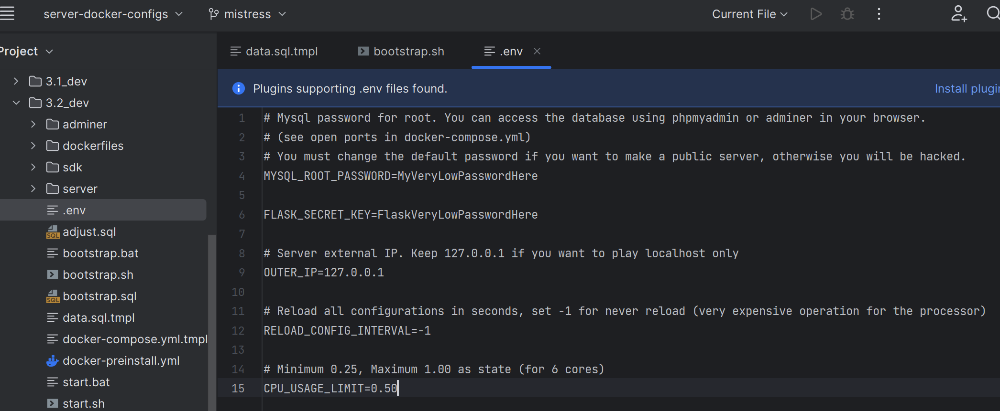 server-docker-configs
mistress
Current File
Project
data.sql.tmpl
bootstrap.sh
.env
3.1_dev
3.2_dev
adminer
dockerfiles
sdk
server
.env
adjust.sql
bootstrap.bat
bootstrap.sh
bootstrap.sql
data.sql.tmpl
docker-compose.yml.tmpl
docker-preinstall.yml
start.bat
start.sh
Plugins supporting .env files found.
Install plugin
1 # Mysql password for root. You can access the database using phpmyadmin or adminer in your browser.
2 # (see open ports in docker-compose.yml)
3 # You must change the default password if you want to make a public server, otherwise you will be hacked.
4 MYSQL_ROOT_PASSWORD=MyVeryLowPasswordHere
5
6 FLASK_SECRET_KEY=FlaskVeryLowPasswordHere
7
8 # Server external IP. Keep 127.0.0.1 if you want to play localhost only
9 OUTER_IP=127.0.0.1
10
11 # Reload all configurations in seconds, set -1 for never reload (very expensive operation for the processor)
12 RELOAD_CONFIG_INTERVAL=-1
13
14 # Minimum 0.25, Maximum 1.00 as state (for 6 cores)
15 CPU_USAGE_LIMIT=0.50